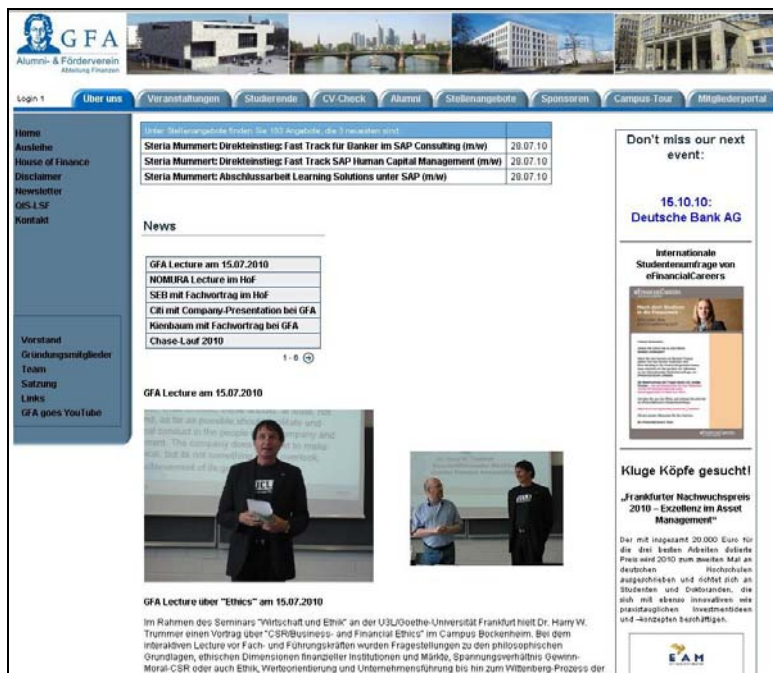 GFA
Alumni- & Förderverein
Abteilung Finanzen
Login 1
Über uns
Veranstaltungen
Studierende
CV-Check
Alumni
Stellenangebote
Sponsoren
Campus-Tour
Mitgliederportal
Home
Ausleihe
House of Finance
Disclaimer
Newsletter
QIS-LSF
Kontakt
Vorstand
Gründungsmitglieder
Team
Satzung
Links
GFA goes YouTube
Unter Stellenangebote finden Sie 193 Angebote, die 3 neuesten sind:
Steria Mummert: Direkteinstieg: Fast Track für Banker im SAP Consulting (m/w) 28.07.10
Steria Mummert: Direkteinstieg: Fast Track SAP Human Capital Management (m/w) 28.07.10
Steria Mummert: Abschlussarbeit Learning Solutions unter SAP (m/w) 28.07.10
News
GFA Lecture am 15.07.2010
NOMURA Lecture im HoF
SEB mit Fachvortrag im HoF
Citi mit Company-Presentation bei GFA
Kienbaum mit Fachvortrag bei GFA
Chase-Lauf 2010
1 - 6
GFA Lecture am 15.07.2010
UCLA
GFA Lecture über "Ethics" am 15.07.2010
Im Rahmen des Seminars "Wirtschaft und Ethik" an der U3L/Goethe-Universität Frankfurt hielt Dr. Harry W.
Trummer einen Vortrag über "CSR/Business- and Financial Ethics" im Campus Bockenheim. Bei dem
interaktiven Lecture vor Fach- und Führungskräften wurden Fragestellungen zu den philosophischen
Grundlagen, ethischen Dimensionen finanzieller Institutionen und Märkte, Spannungsverhältnis Gewinn-
Moral-CSR oder auch Ethik, Werteorientierung und Unternehmensführung bis hin zum Wittenberg-Prozess der
Don't miss our next
event:
15.10.10:
Deutsche Bank AG
Internationale
Studentenumfrage von
eFinancialCareers
eFinancialCareers
Kluge Köpfe gesucht!
„Frankfurter Nachwuchspreis
2010 – Exzellenz im Asset
Management"
Der mit insgesamt 20.000 Euro für
die drei besten Arbeiten dotierte
Preis wird 2010 zum zweiten Mal an
deutschen Hochschulen
ausgeschrieben und richtet sich an
Studenten und Doktoranden, die
sich mit ebenso innovativen wie
praxistauglichen Investmentideen
und -konzepten beschäftigen.
EAM